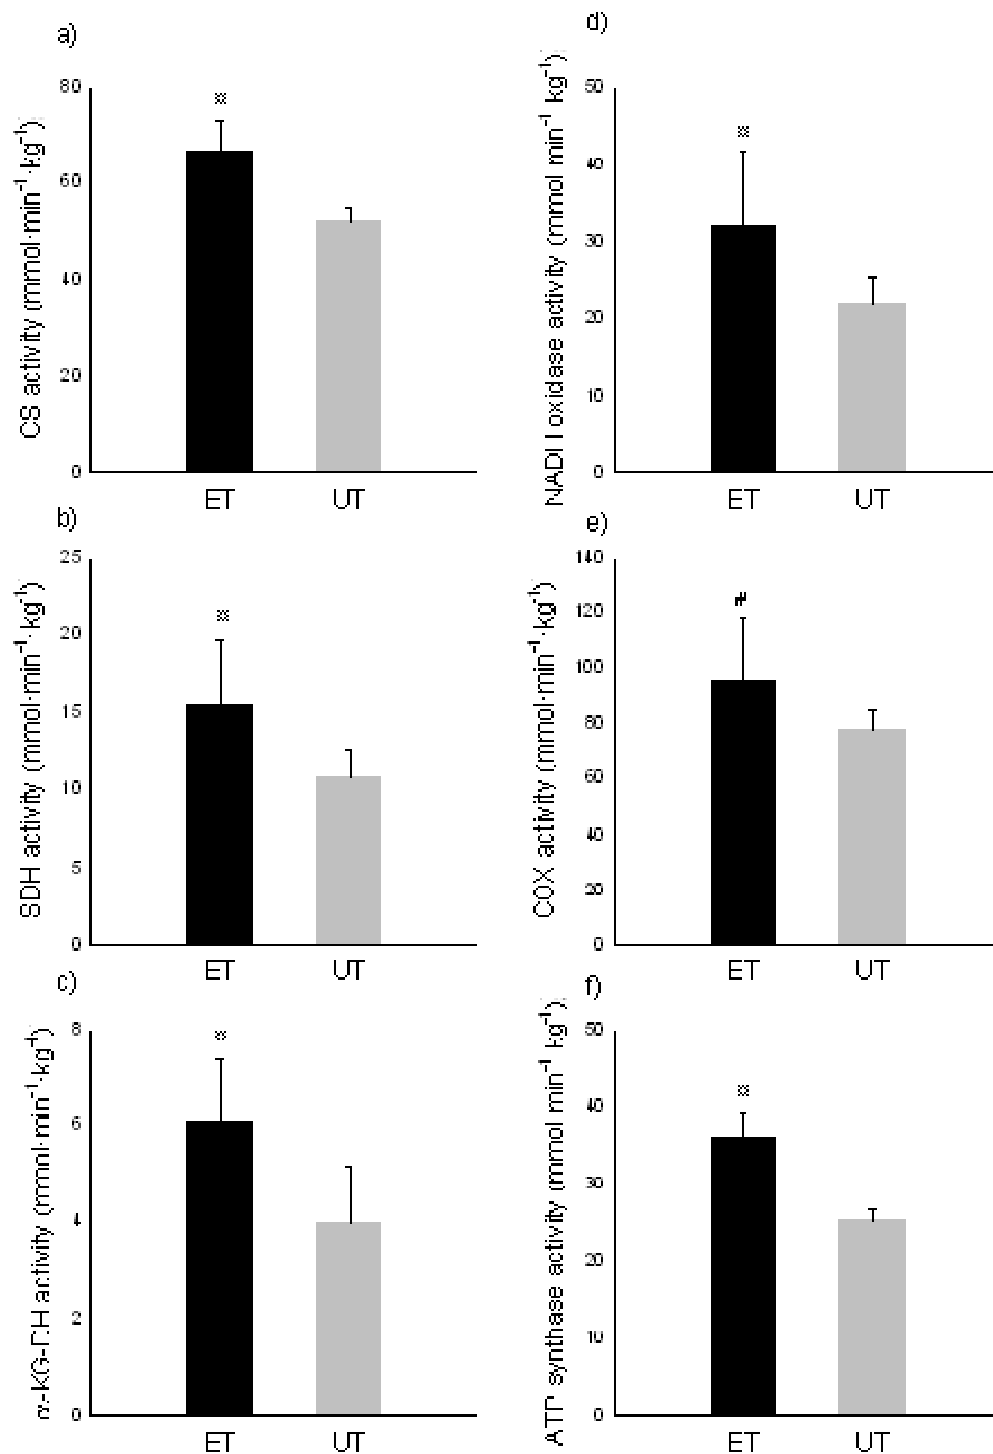 a)
CS activity (mmol·min⁻¹·kg⁻¹)
80
60
40
20
0
*
ET UT
b)
SDH activity (mmol·min⁻¹·kg⁻¹)
25
20
15
10
5
0
*
ET UT
c)
α-KG-DH activity (mmol·min⁻¹·kg⁻¹)
8
6
4
2
0
*
ET UT
d)
NADH oxidase activity (mmol min⁻¹ kg⁻¹)
50
40
30
20
10
0
*
ET UT
e)
COX activity (mmol·min⁻¹·kg⁻¹)
140
120
100
80
60
40
20
0
#
ET UT
f)
ATP synthase activity (mmol min⁻¹ kg⁻¹)
50
40
30
20
10
0
*
ET UT